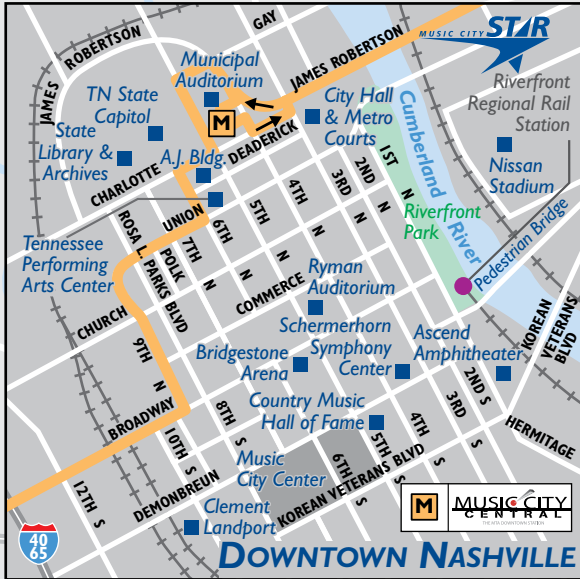 MUSIC CITY STAR
GAY
JAMES ROBERTSON
JAMES ROBERTSON
Municipal
Auditorium
Riverfront
Regional Rail
Station
TN State
Capitol
M
City Hall
& Metro
Courts
Cumberland River
State
Library &
Archives
A.J. Bldg.
DEADERICK
CHARLOTTE
Nissan
Stadium
1ST N
2ND N
3RD N
4TH N
5TH N
6TH N
7TH N
UNION
POLK
ROSA L PARKS BLVD
Riverfront
Park
Pedestrian Bridge
Tennessee
Performing
Arts Center
CHURCH
COMMERCE
Ryman
Auditorium
KOREAN
VETERANS BLVD
9TH N
Schermerhorn
Symphony
Center
Bridgestone
Arena
Ascend
Amphitheater
BROADWAY
8TH S
Country Music
Hall of Fame
2ND S
3RD S
4TH S
5TH S
6TH S
HERMITAGE
10TH S
12TH S
DEMONBREUN
Music
City Center
KOREAN VETERANS BLVD
Clement
Landport
M
MUSIC CITY
CENTRAL
THE MTA DOWNTOWN STATION
40
65
DOWNTOWN NASHVILLE